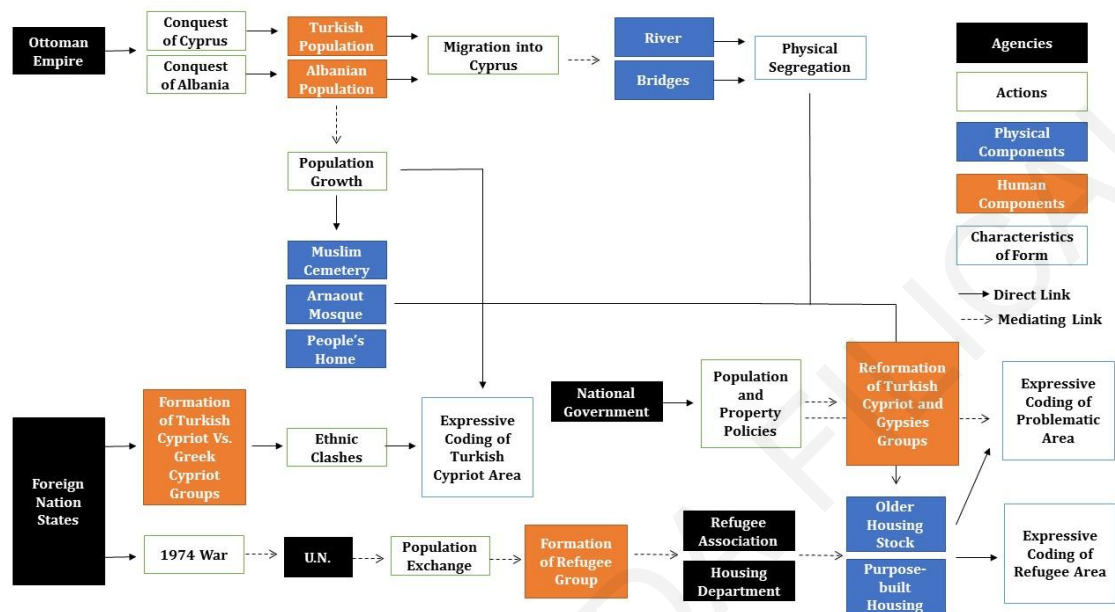 Ottoman
Empire
Conquest
of Cyprus
Conquest
of Albania
Turkish
Population
Albanian
Population
Migration into
Cyprus
River
Bridges
Physical
Segregation
Agencies
Actions
Physical
Components
Human
Components
Characteristics
of Form
Direct Link
Mediating Link
Population
Growth
Muslim
Cemetery
Arnaout
Mosque
People's
Home
Foreign
Nation
States
Formation
of Turkish
Cypriot Vs.
Greek
Cypriot
Groups
Ethnic
Clashes
Expressive
Coding of
Turkish
Cypriot Area
National
Government
Population
and
Property
Policies
Reformation
of Turkish
Cypriot and
Gypsies
Groups
Expressive
Coding of
Problematic
Area
1974 War
U.N.
Population
Exchange
Formation
of Refugee
Group
Refugee
Association
Housing
Department
Older
Housing
Stock
Purpose-
built
Housing
Expressive
Coding of
Refugee Area